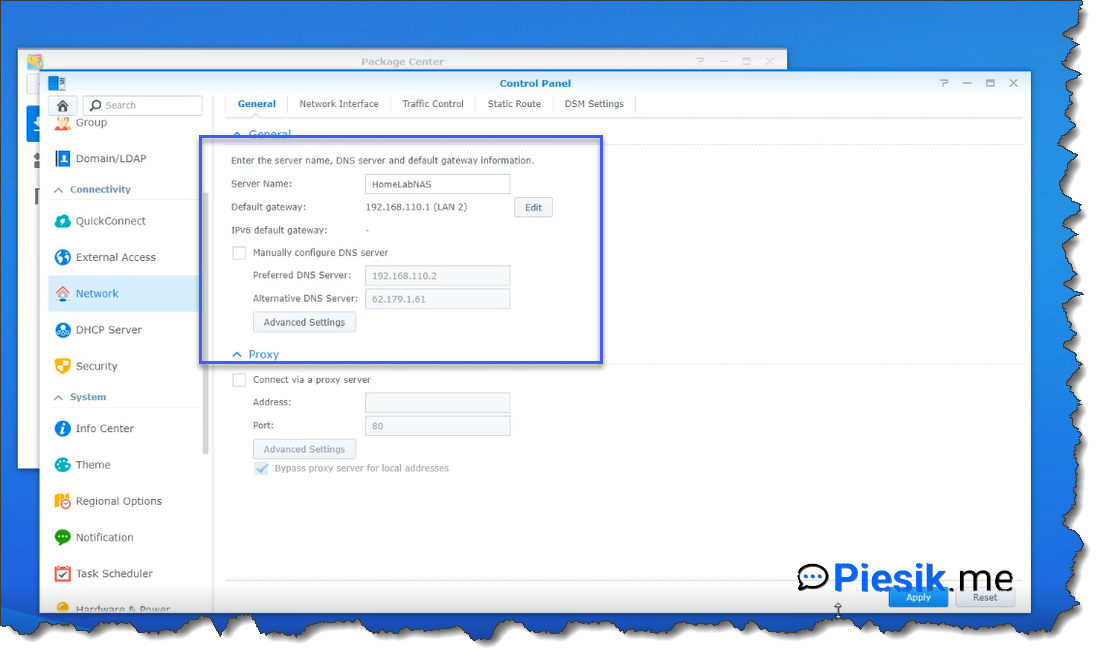 Package Center
Control Panel
Search
General
Network Interface
Traffic Control
Static Route
DSM Settings
Group
Domain/LDAP
Connectivity
QuickConnect
External Access
Network
DHCP Server
Security
System
Info Center
Theme
Regional Options
Notification
Task Scheduler
Hardware & Power
General
Enter the server name, DNS server and default gateway information.
Server Name: HomeLabNAS
Default gateway: 192.168.110.1 (LAN 2) Edit
IPv6 default gateway: -
Manually configure DNS server
Preferred DNS Server: 192.168.110.2
Alternative DNS Server: 62.179.1.61
Advanced Settings
Proxy
Connect via a proxy server
Address:
Port: 80
Advanced Settings
Bypass proxy server for local addresses
Piesik.me
Apply Reset